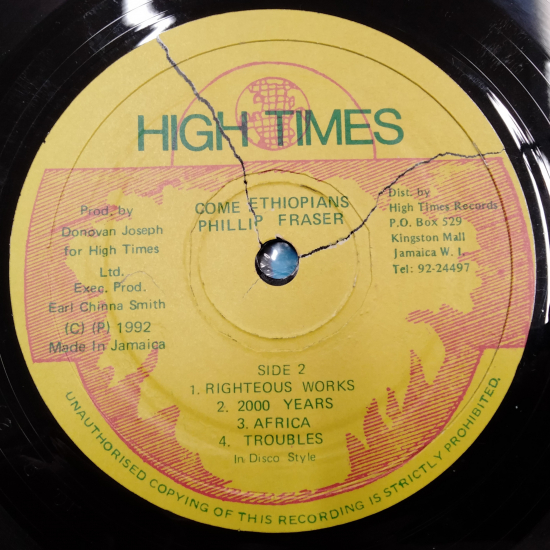 HIGH TIMES
COME ETHIOPIANS
PHILLIP FRASER
Prod. by
Donovan Joseph
for High Times
Ltd.
Exec. Prod.
Earl Chinna Smith
(C) (P) 1992
Made In Jamaica
Dist. by
High Times Records
P.O. Box 529
Kingston Mall
Jamaica W. I.
Tel: 92-24497
SIDE 2
1. RIGHTEOUS WORKS
2. 2000 YEARS
3. AFRICA
4. TROUBLES
In Disco Style
UNAUTHORISED COPYING OF THIS RECORDING IS STRICTLY PROHIBITED.